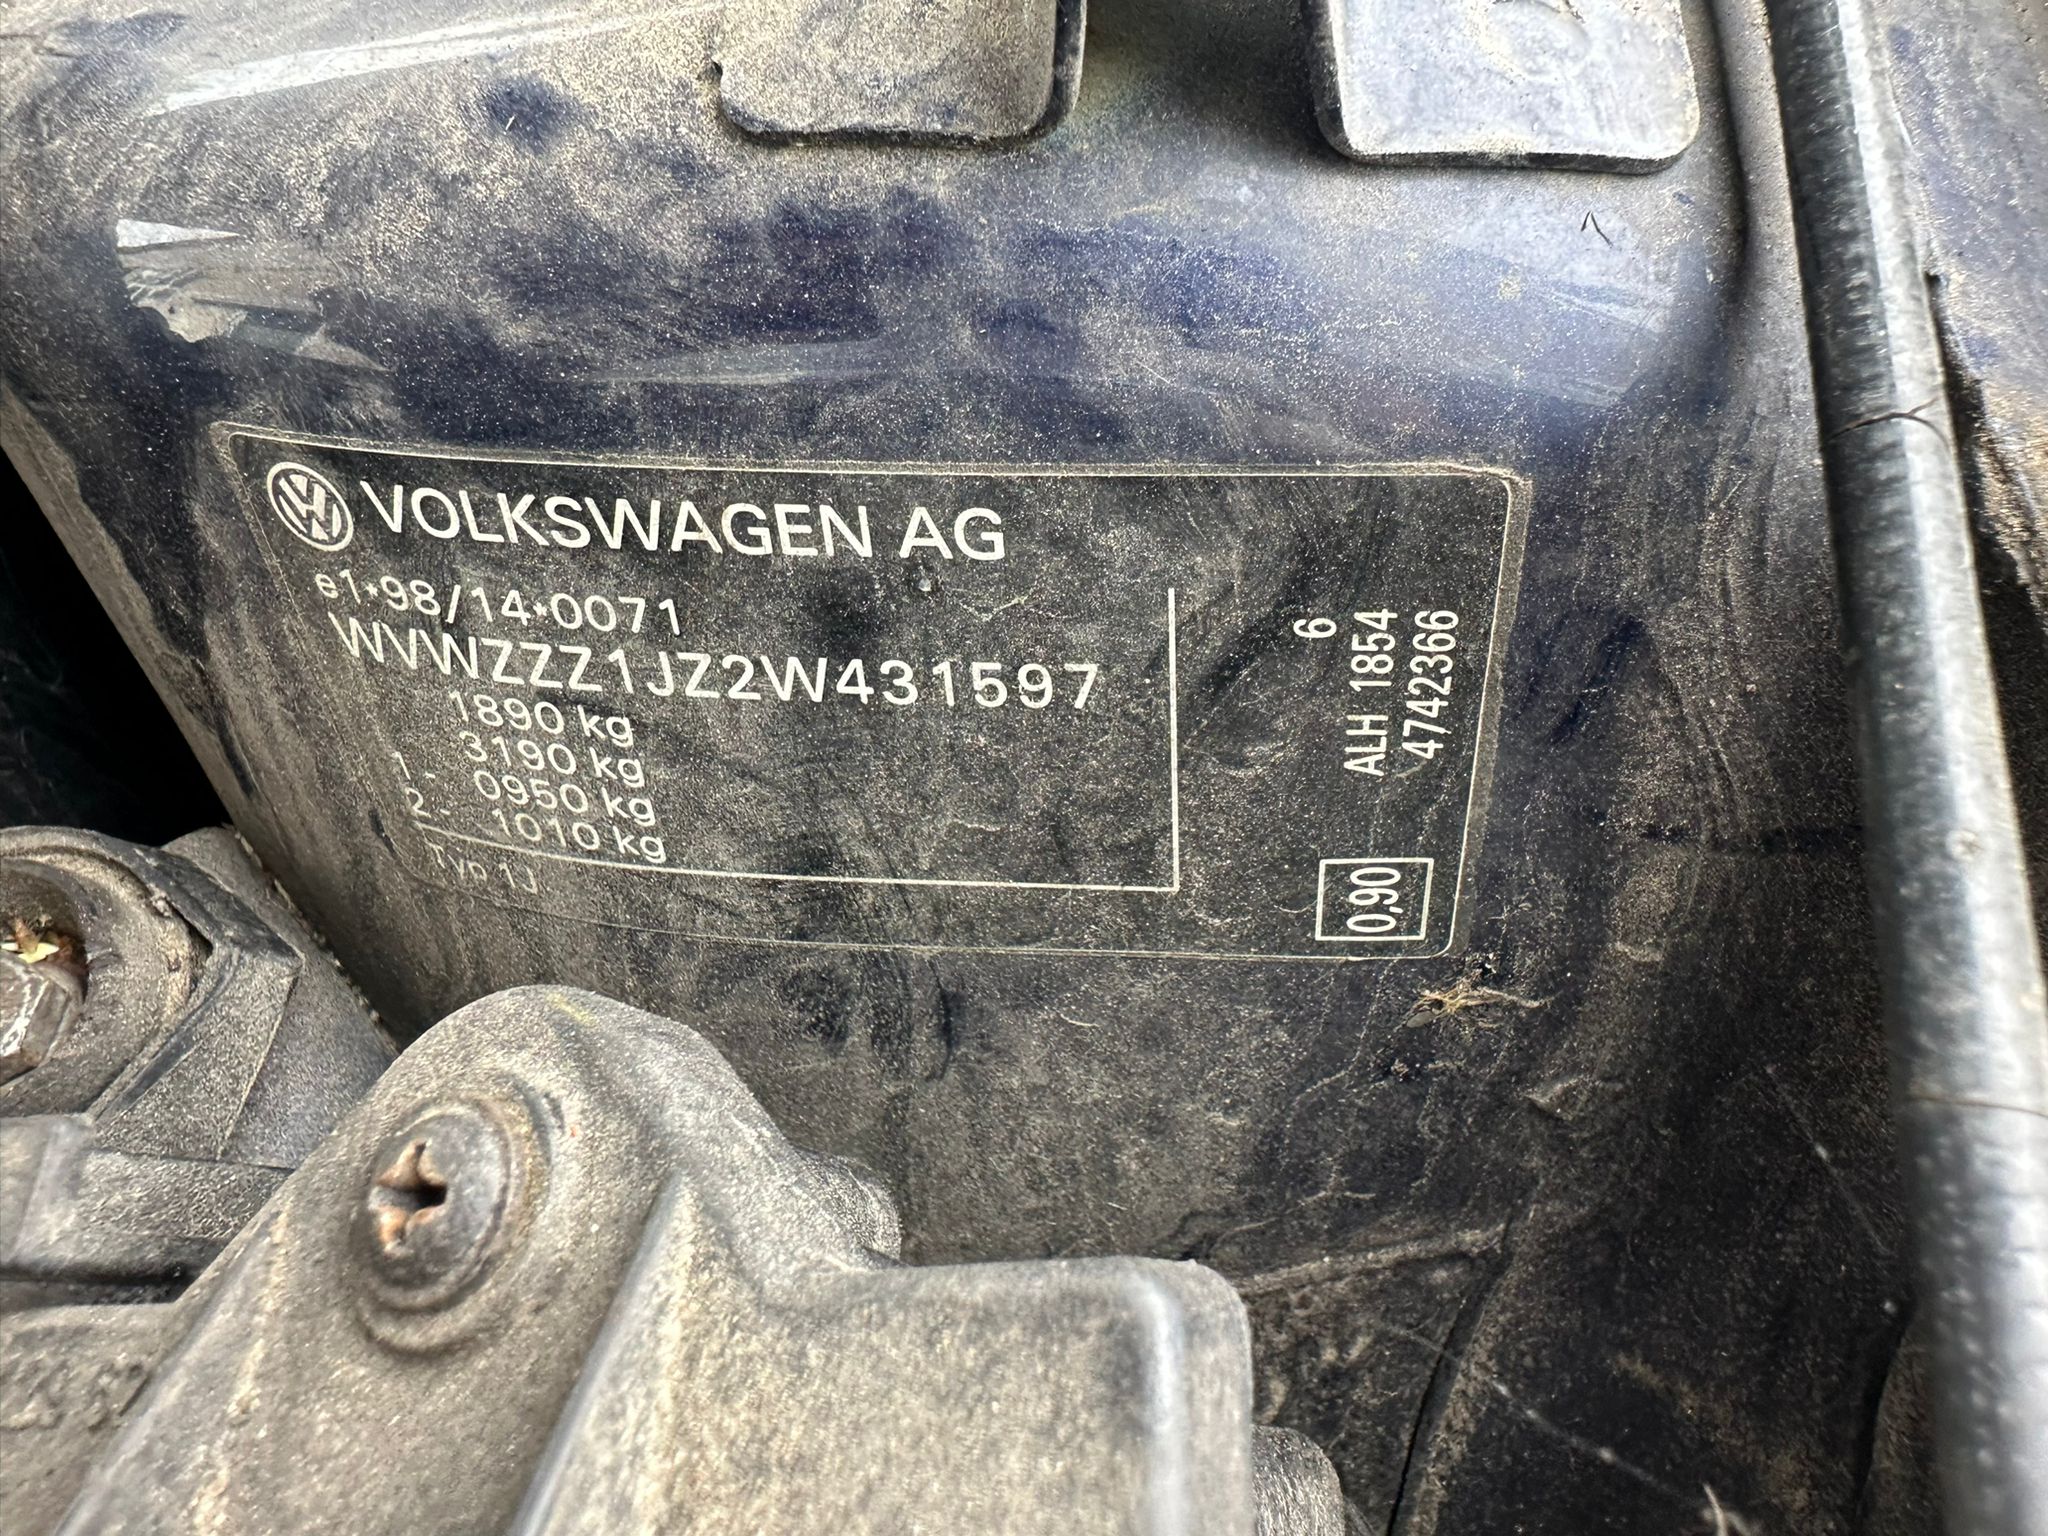 VOLKSWAGEN AG
e1*98/14*0071
WVWZZZ1JZ2W431597
1890 kg
3190 kg
1- 0950 kg
2- 1010 kg
Typ 1J
6
ALH 1854
4742366
0,90